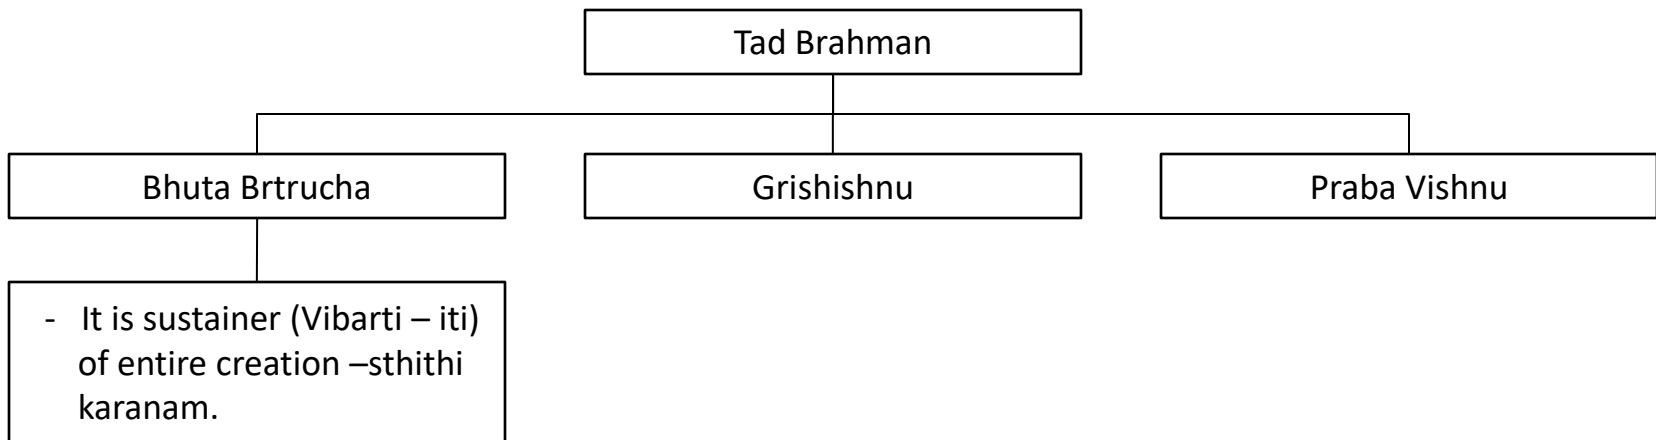 Tad Brahman
Bhuta Brtrucha
Grishishnu
Praba Vishnu
- It is sustainer (Vibarti – iti)
of entire creation –sthithi
karanam.